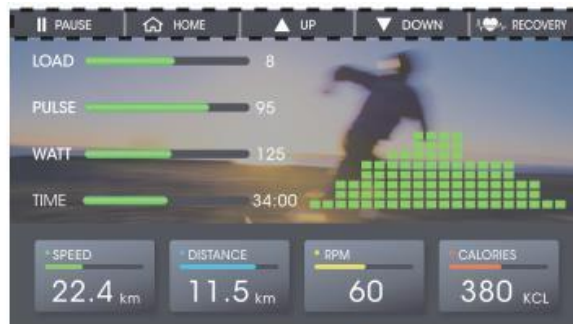 PAUSE HOME UP DOWN RECOVERY
LOAD 8
PULSE 95
WATT 125
TIME 34:00
SPEED DISTANCE RPM CALORIES
22.4 km 11.5 km 60 380 KCL